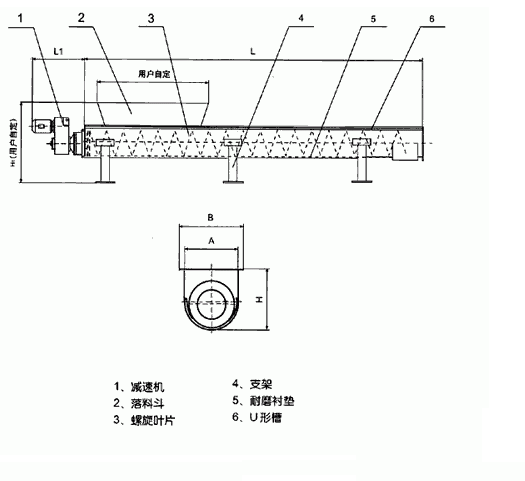 1 2 3 4 5 6
L1 L
用户自定
H(用户自定)
B
A
H
1、减速机
2、落料斗
3、螺旋叶片
4、支架
5、耐磨衬垫
6、U形槽